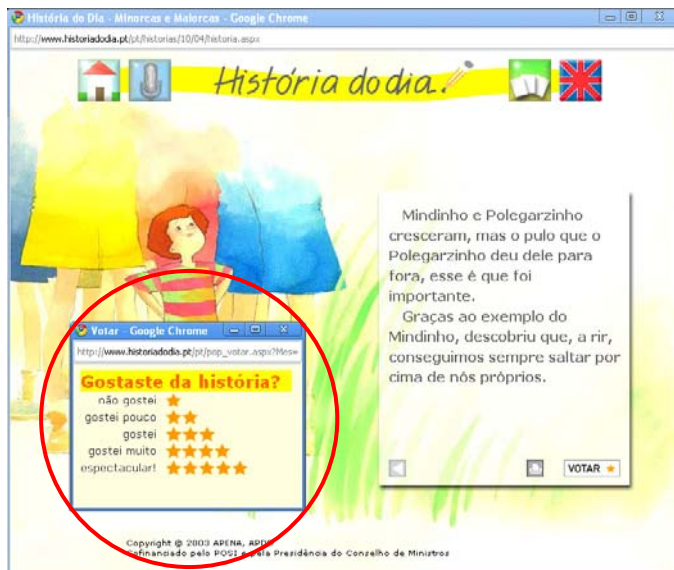 História do Dia - Minorcas e Maiorcas - Google Chrome
http://www.historiadodia.pt/pt/historias/10/04/historia.aspx
História do dia.
Mindinho e Polegarzinho
cresceram, mas o pulo que o
Polegarzinho deu dele para
fora, esse é que foi
importante.
Graças ao exemplo do
Mindinho, descobriu que, a rir,
conseguimos sempre saltar por
cima de nós próprios.
VOTAR
Votar - Google Chrome
http://www.historiadodia.pt/pt/pop_votar.aspx?Mes=
Gostaste da história?
não gostei
gostei pouco
gostei
gostei muito
espectacular!
Copyright @ 2003 APENA, APDD
Cofinanciado pelo POSI e pela Presidência do Conselho de Ministros